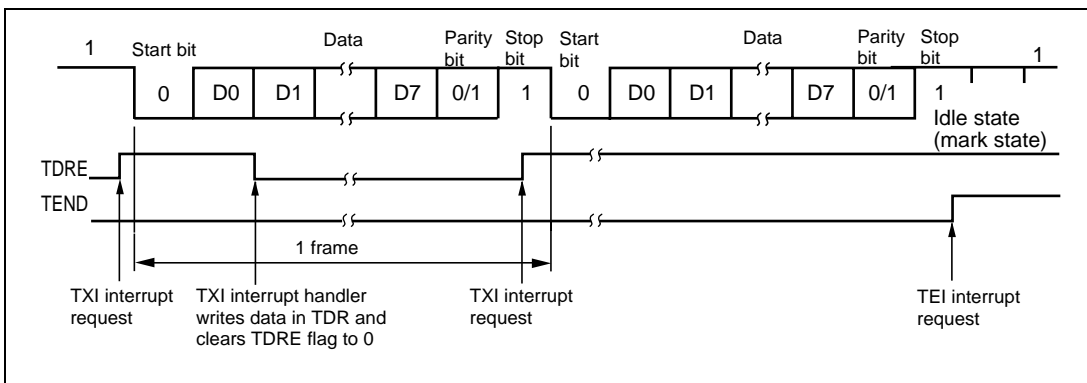 1
Start bit
Data
Parity bit
Stop bit
Start bit
Data
Parity bit
Stop bit
1
0 D0 D1 D7 0/1 1 0 D0 D1 D7 0/1 1
Idle state
(mark state)
TDRE
TEND
1 frame
TXI interrupt
request
TXI interrupt handler
writes data in TDR and
clears TDRE flag to 0
TXI interrupt
request
TEI interrupt
request